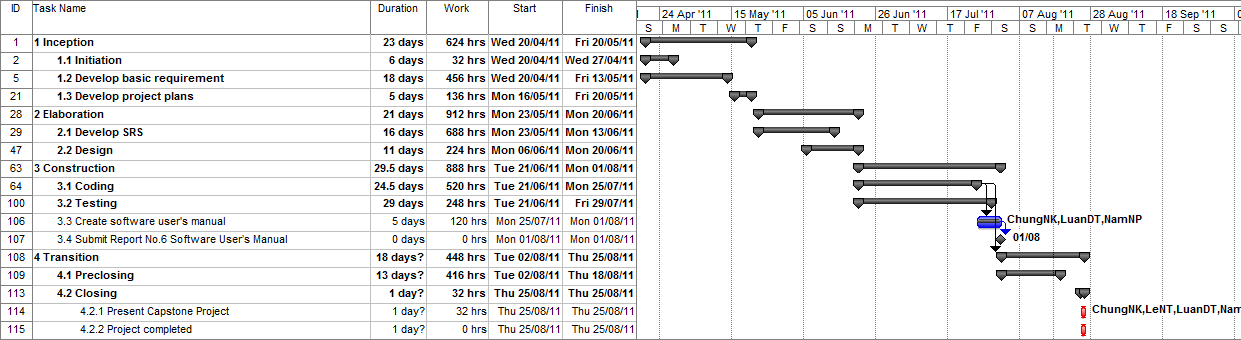 ID Task Name Duration Work Start Finish
24 Apr '11 15 May '11 05 Jun '11 26 Jun '11 17 Jul '11 07 Aug '11 28 Aug '11 18 Sep '11
S M T W T F S S M T W T F S S M T W T F S
1 1 Inception 23 days 624 hrs Wed 20/04/11 Fri 20/05/11
2 1.1 Initiation 6 days 32 hrs Wed 20/04/11 Wed 27/04/11
5 1.2 Develop basic requirement 18 days 456 hrs Wed 20/04/11 Fri 13/05/11
21 1.3 Develop project plans 5 days 136 hrs Mon 16/05/11 Fri 20/05/11
28 2 Elaboration 21 days 912 hrs Mon 23/05/11 Mon 20/06/11
29 2.1 Develop SRS 16 days 688 hrs Mon 23/05/11 Mon 13/06/11
47 2.2 Design 11 days 224 hrs Mon 06/06/11 Mon 20/06/11
63 3 Construction 29.5 days 888 hrs Tue 21/06/11 Mon 01/08/11
64 3.1 Coding 24.5 days 520 hrs Tue 21/06/11 Mon 25/07/11
100 3.2 Testing 29 days 248 hrs Tue 21/06/11 Fri 29/07/11
106 3.3 Create software user's manual 5 days 120 hrs Mon 25/07/11 Mon 01/08/11 ChungNK,LuanDT,NamNP
107 3.4 Submit Report No.6 Software User's Manual 0 days 0 hrs Mon 01/08/11 Mon 01/08/11 01/08
108 4 Transition 18 days? 448 hrs Tue 02/08/11 Thu 25/08/11
109 4.1 Preclosing 13 days? 416 hrs Tue 02/08/11 Thu 18/08/11
113 4.2 Closing 1 day? 32 hrs Thu 25/08/11 Thu 25/08/11
114 4.2.1 Present Capstone Project 1 day? 32 hrs Thu 25/08/11 Thu 25/08/11 ChungNK,LeNT,LuanDT,Nam
115 4.2.2 Project completed 1 day? 0 hrs Thu 25/08/11 Thu 25/08/11